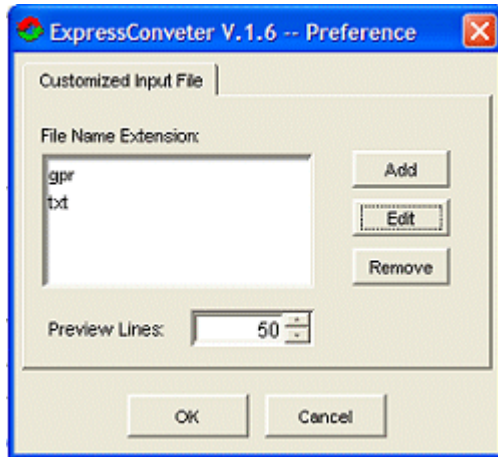 ExpressConveter V.1.6 -- Preference
Customized Input File
File Name Extension:
gpr
txt
Add
Edit
Remove
Preview Lines: 50
OK Cancel